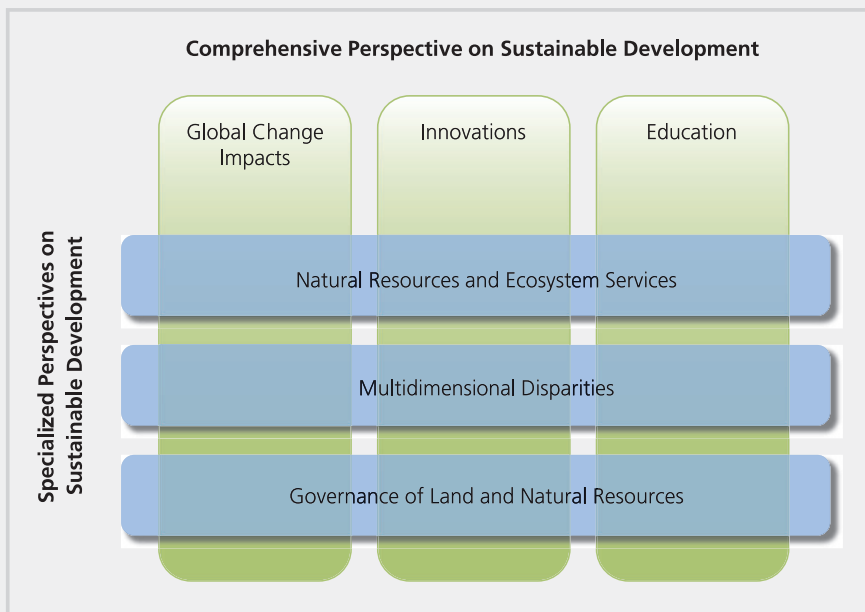 Comprehensive Perspective on Sustainable Development
Global Change
Impacts
Innovations
Education
Specialized Perspectives on
Sustainable Development
Natural Resources and Ecosystem Services
Multidimensional Disparities
Governance of Land and Natural Resources